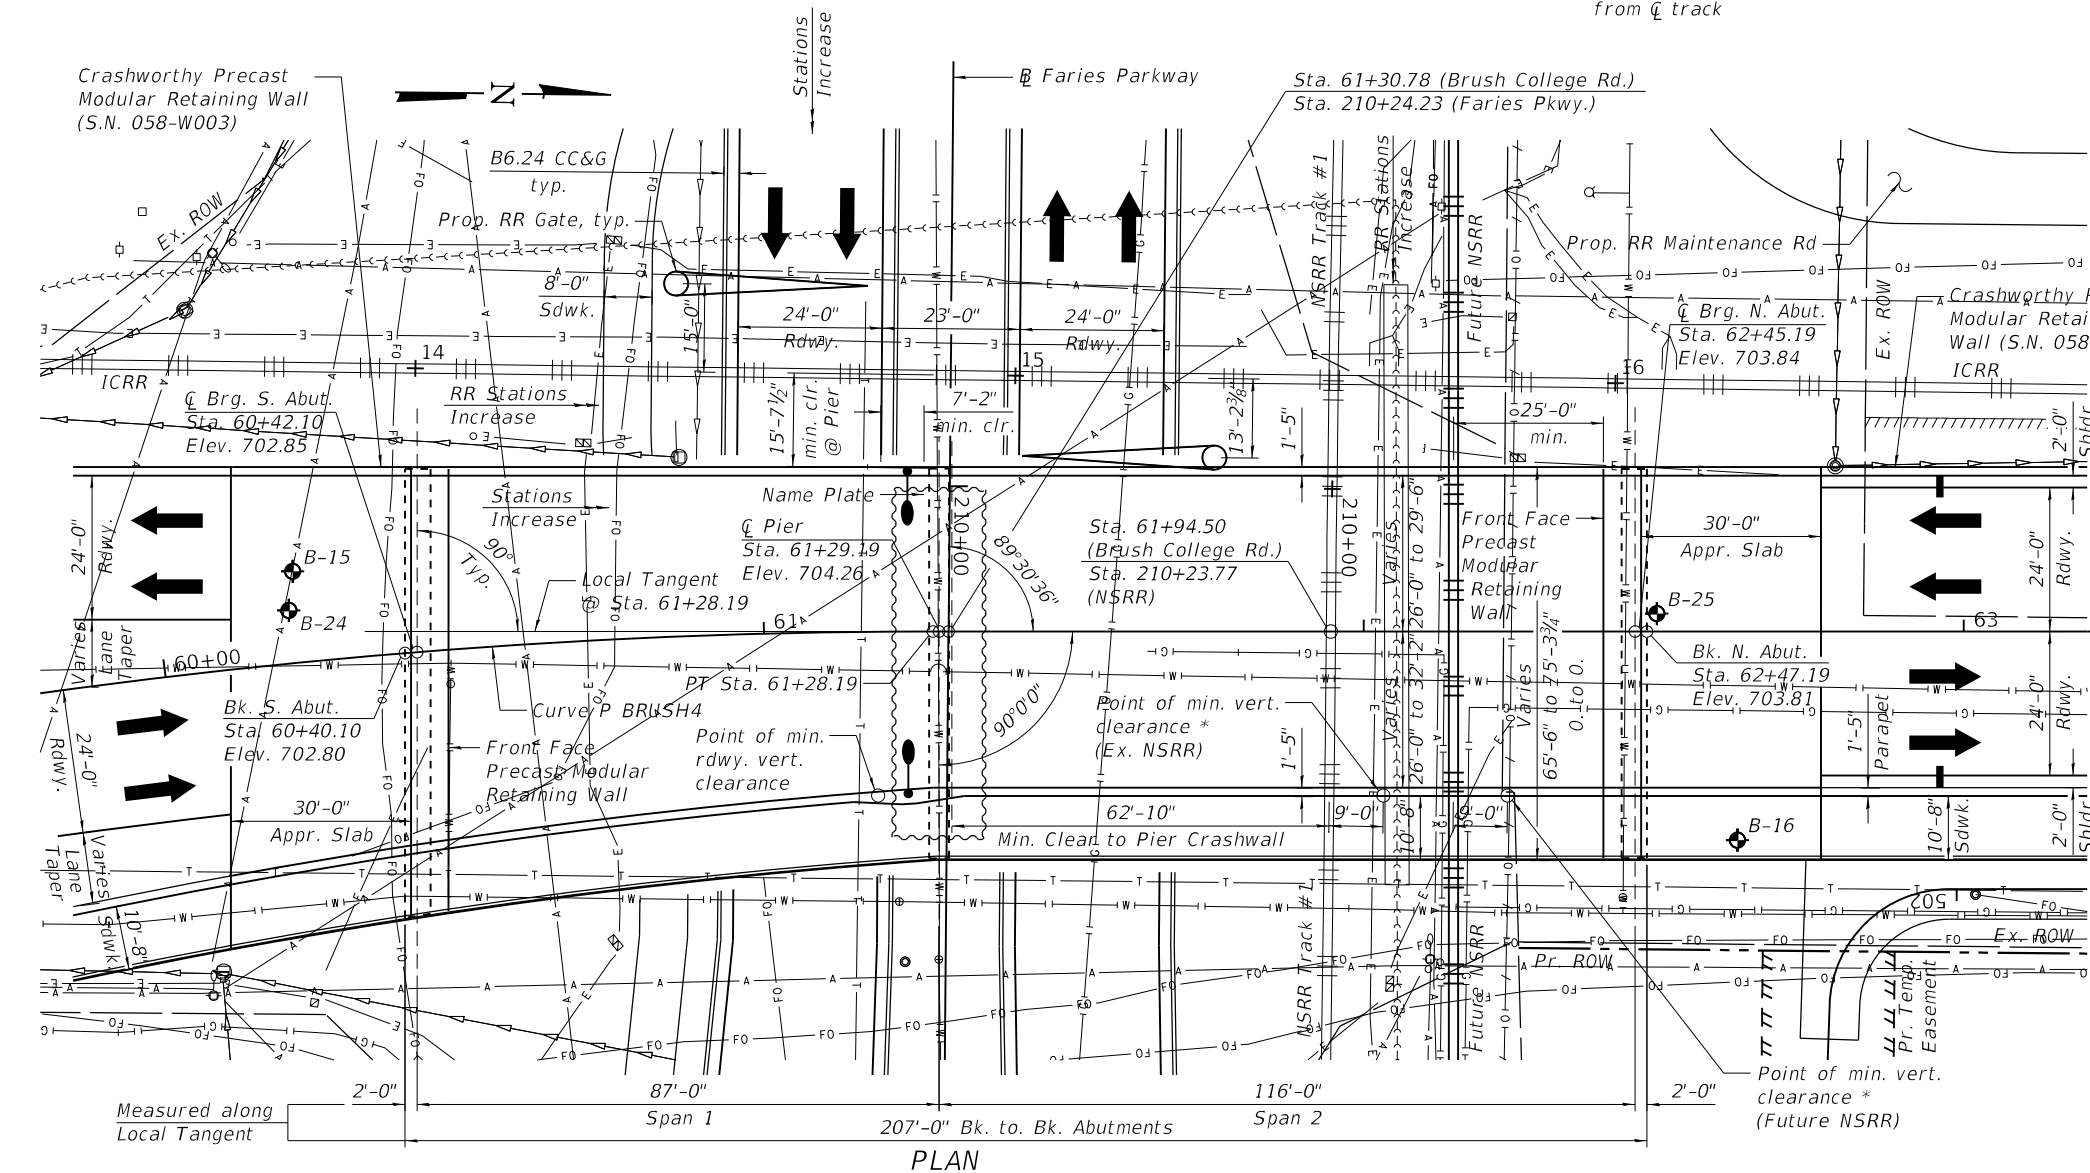 from ℄ track
Stations
Increase
Crashworthy Precast
Modular Retaining Wall
(S.N. 058-W003)
N
℄ Faries Parkway
Sta. 61+30.78 (Brush College Rd.)
Sta. 210+24.23 (Faries Pkwy.)
B6.24 CC&G
typ.
Ex. ROW
Prop. RR Gate, typ.
NSRR Track #1
RR Stations
Increase
Future NSRR
Prop. RR Maintenance Rd
8'-0"
Sdwk.
15'-0"
24'-0"
Rdwy.
23'-0"
24'-0"
Rdwy.
℄ Brg. N. Abut.
Sta. 62+45.19
Elev. 703.84
Ex. ROW
Crashworthy
Modular Retai
Wall (S.N. 058
ICRR
14
15
16
ICRR
℄ Brg. S. Abut.
Sta. 60+42.10
Elev. 702.85
RR Stations
Increase
15'-7½"
min. clr.
@ Pier
7'-2"
min. clr.
13'-2⅜"
1'-5"
25'-0"
min.
2'-0"
Shldr.
Stations
Increase
Name Plate
210+00
210+00
24'-0"
Rdwy.
B-15
B-24
90°
Typ.
℄ Pier
Sta. 61+29.19
Elev. 704.26
89°30'36"
Sta. 61+94.50
(Brush College Rd.)
Sta. 210+23.77
(NSRR)
Varies
26'-0" to 29'-6"
Front Face
Precast
Modular
Retaining
Wall
30'-0"
Appr. Slab
24'-0"
Rdwy.
Local Tangent
@ Sta. 61+28.19
B-25
Varies
Lane
Taper
60+00
61
63
PT Sta. 61+28.19
Curve P BRUSH4
90°0'0"
Bk. S. Abut.
Sta. 60+40.10
Elev. 702.80
Front Face
Precast Modular
Retaining Wall
Point of min.
rdwy. vert.
clearance
Point of min. vert.
clearance *
(Ex. NSRR)
1'-5"
Varies
26'-0" to 32'-2"
Varies
65'-6" to 75'-3¾"
O. to O.
Bk. N. Abut.
Sta. 62+47.19
Elev. 703.81
1'-5"
Parapet
24'-0"
Rdwy.
24'-0"
Rdwy.
30'-0"
Appr. Slab
62'-10"
Min. Clear to Pier Crashwall
9'-0"
9'-0"
10'-8"
B-16
10'-8"
Sdwk.
2'-0"
Shldr.
Varies
Lane
Taper
10'-8"
Sdwk.
NSRR Track #1
Future NSRR
502
Ex. ROW
Pr. ROW
Pr. Temp.
Easement
Point of min. vert.
clearance *
(Future NSRR)
2'-0"
87'-0"
Span 1
116'-0"
Span 2
2'-0"
Measured along
Local Tangent
207'-0" Bk. to. Bk. Abutments
PLAN